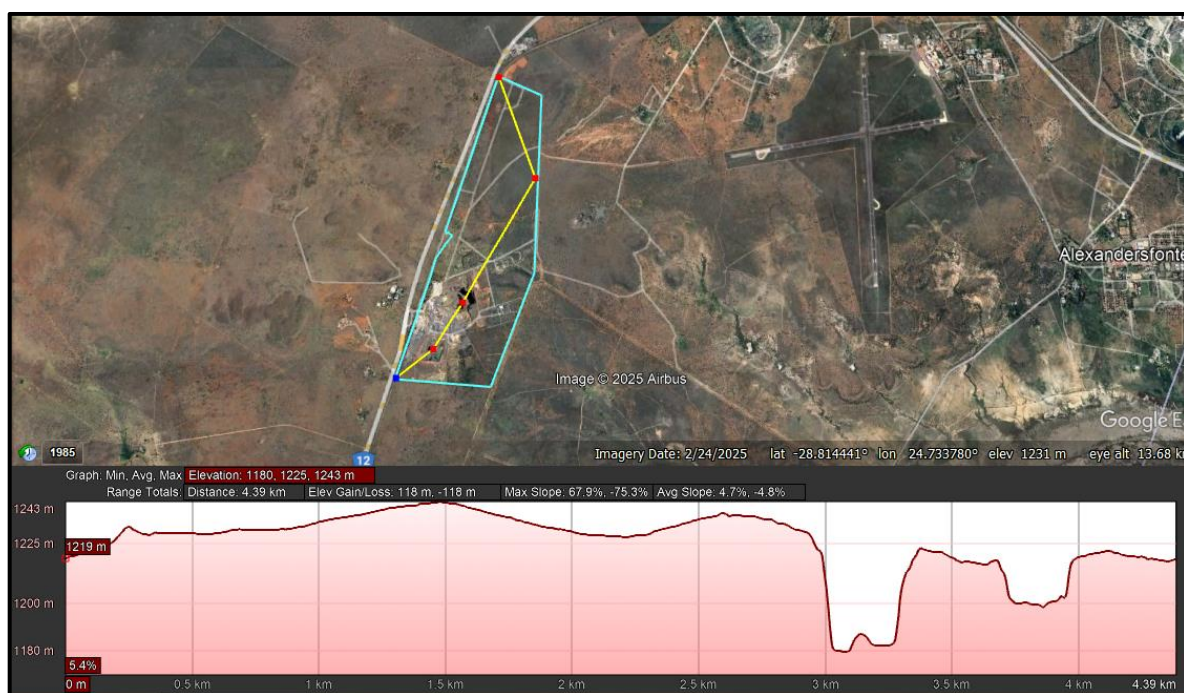 Alexandersfonte
Image © 2025 Airbus
Google E
1985
12
Imagery Date: 2/24/2025 lat -28.814441° lon 24.733780° elev 1231 m eye alt 13.68 km
Graph: Min, Avg, Max Elevation: 1180, 1225, 1243 m
Range Totals: Distance: 4.39 km Elev Gain/Loss: 118 m, -118 m Max Slope: 67.9%, -75.3% Avg Slope: 4.7%, -4.8%
1243 m
1225 m
1219 m
1200 m
1180 m
5.4%
0 m 0.5 km 1 km 1.5 km 2 km 2.5 km 3 km 3.5 km 4 km 4.39 km